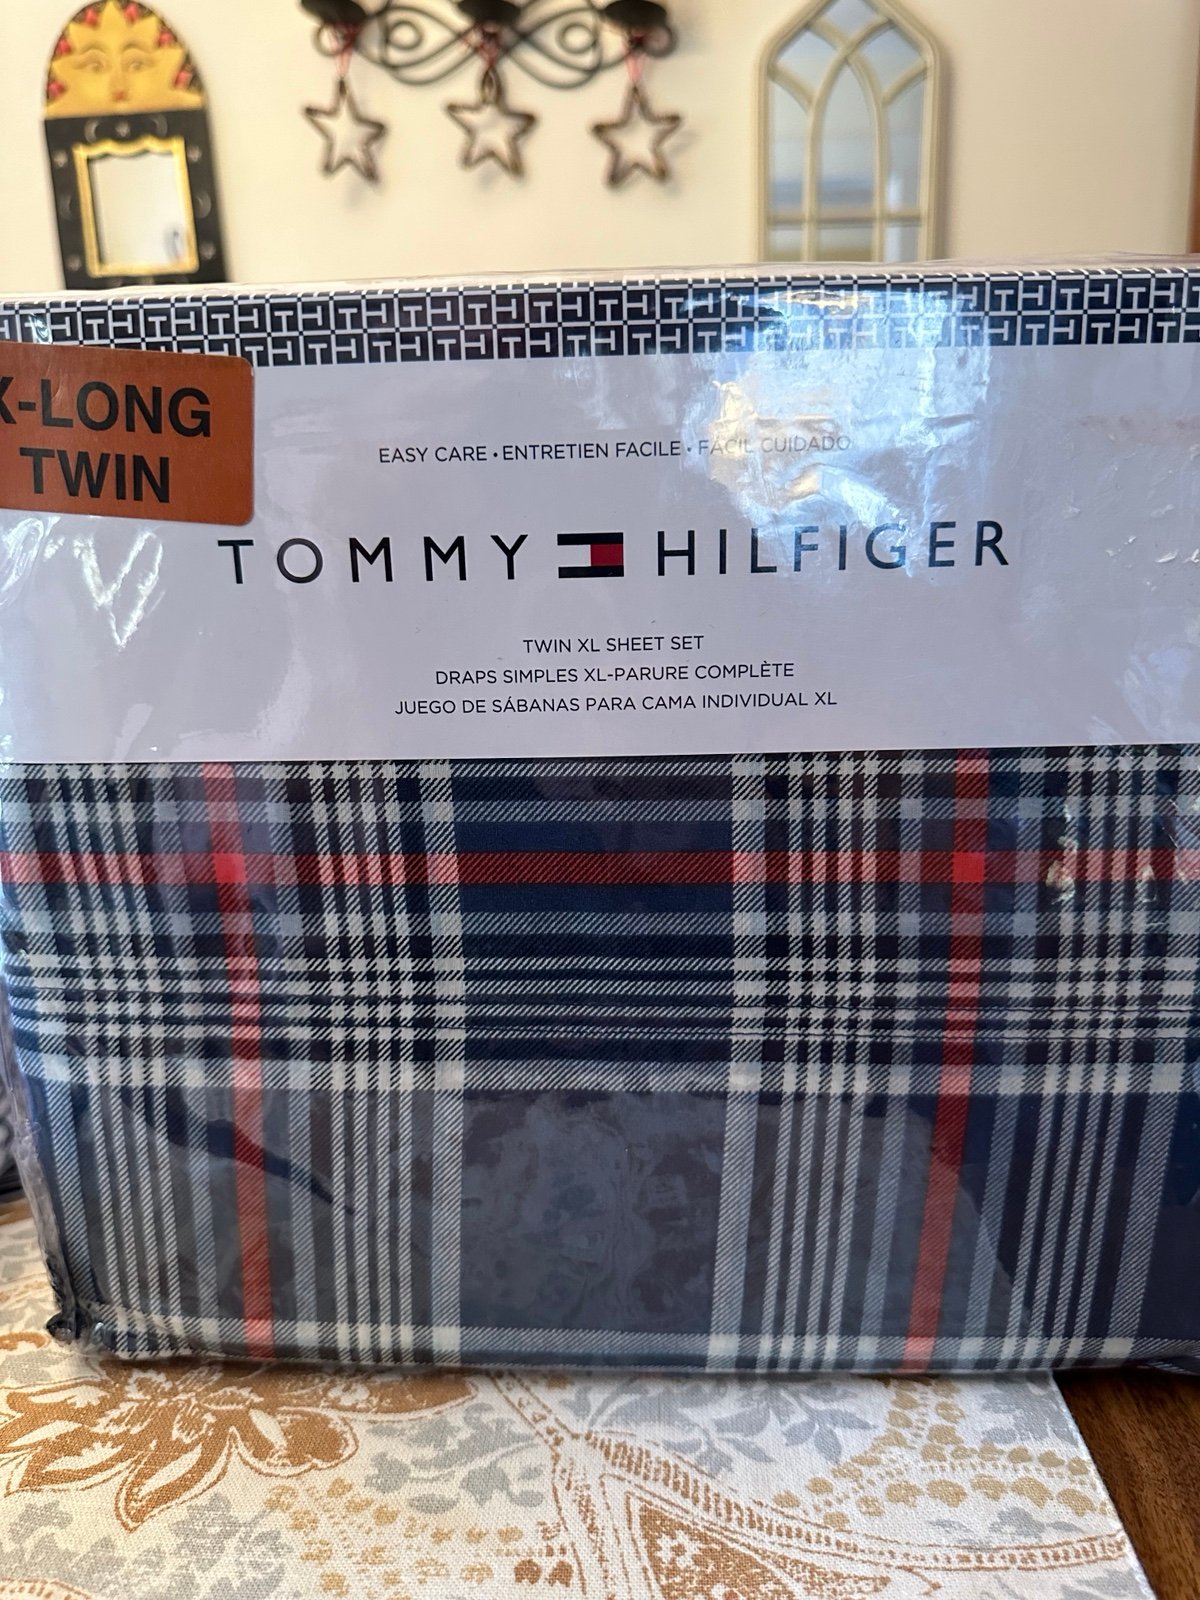 X-LONG
TWIN
EASY CARE • ENTRETIEN FACILE • FÁCIL CUIDADO
TOMMY HILFIGER
TWIN XL SHEET SET
DRAPS SIMPLES XL-PARURE COMPLÈTE
JUEGO DE SÁBANAS PARA CAMA INDIVIDUAL XL